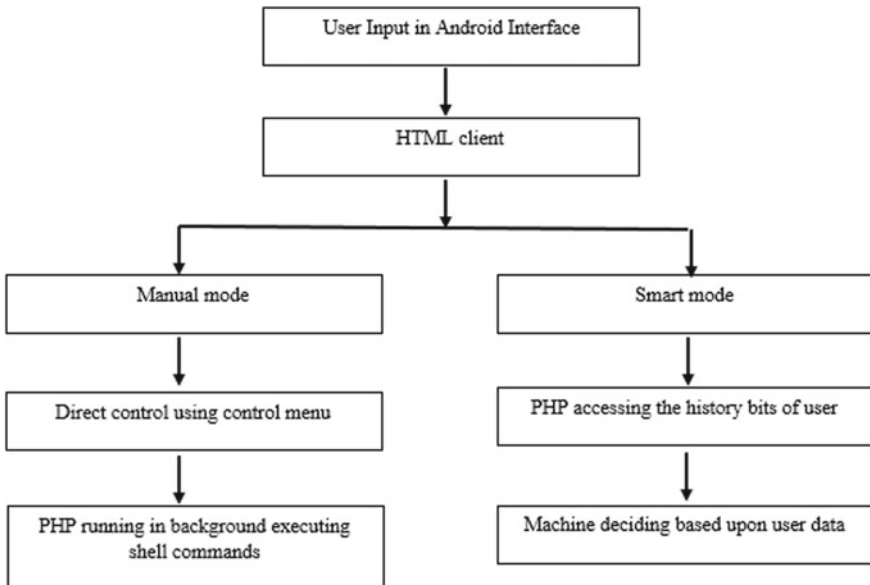 User Input in Android Interface
HTML client
Manual mode
Smart mode
Direct control using control menu
PHP accessing the history bits of user
PHP running in background executing
shell commands
Machine deciding based upon user data